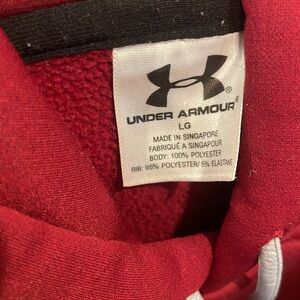 UNDER ARMOUR®
LG
MADE IN SINGAPORE
FABRIQUÉ A SINGAPOUR
BODY: 100% POLYESTER
RIB: 95% POLYESTER/ 5% ELASTANE